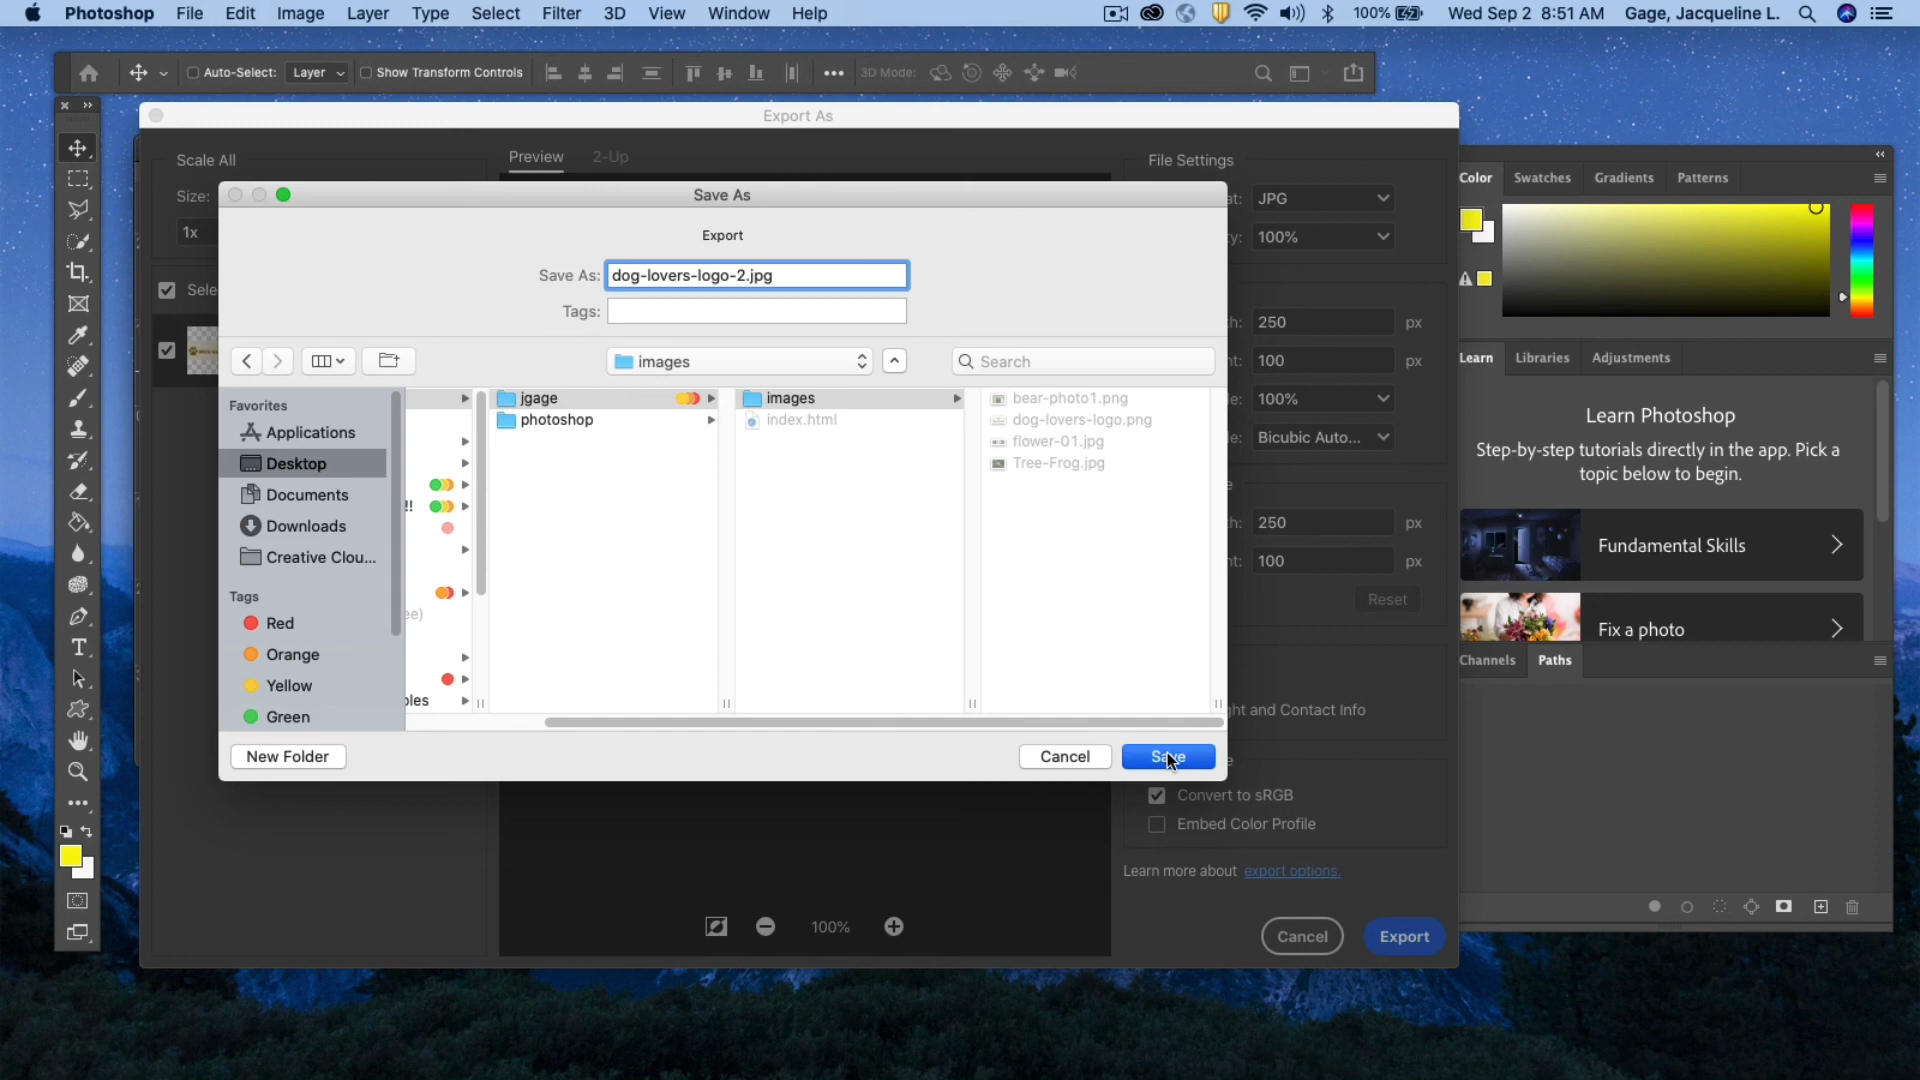 Photoshop File Edit Image Layer Type Select Filter 3D View Window Help 100% Wed Sep 2 8:51 AM Gage, Jacqueline L.
Auto-Select: Layer Show Transform Controls 3D Mode:
Export As
Scale All
Size:
1x
Preview 2-Up
File Settings
JPG
100%
Save As
Export
Save As: dog-lovers-logo-2.jpg
Tags:
images
Search
Favorites
Applications
Desktop
Documents
Downloads
Creative Clou...
Tags
Red
Orange
Yellow
Green
!!
ee)
jgage
photoshop
images
index.html
bear-photo1.png
dog-lovers-logo.png
flower-01.jpg
Tree-Frog.jpg
New Folder
Cancel
Save
250 px
100 px
100%
Bicubic Auto...
250 px
100 px
Reset
ght and Contact Info
Convert to sRGB
Embed Color Profile
Learn more about export options.
100%
Cancel
Export
Color Swatches Gradients Patterns
Learn Libraries Adjustments
Learn Photoshop
Step-by-step tutorials directly in the app. Pick a
topic below to begin.
Fundamental Skills
Fix a photo
Channels Paths